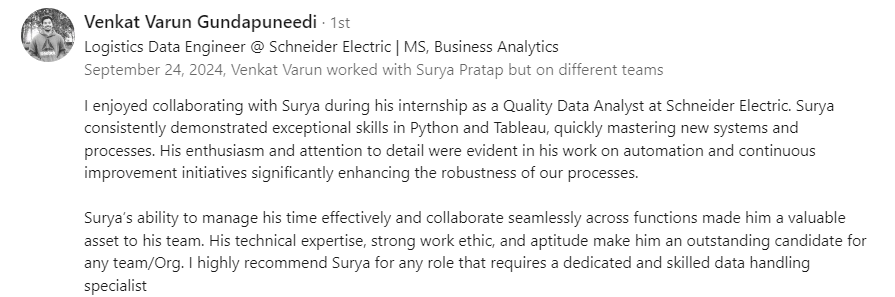 Venkat Varun Gundapuneedi · 1st
Logistics Data Engineer @ Schneider Electric | MS, Business Analytics
September 24, 2024, Venkat Varun worked with Surya Pratap but on different teams
I enjoyed collaborating with Surya during his internship as a Quality Data Analyst at Schneider Electric. Surya
consistently demonstrated exceptional skills in Python and Tableau, quickly mastering new systems and
processes. His enthusiasm and attention to detail were evident in his work on automation and continuous
improvement initiatives significantly enhancing the robustness of our processes.
Surya's ability to manage his time effectively and collaborate seamlessly across functions made him a valuable
asset to his team. His technical expertise, strong work ethic, and aptitude make him an outstanding candidate for
any team/Org. I highly recommend Surya for any role that requires a dedicated and skilled data handling
specialist